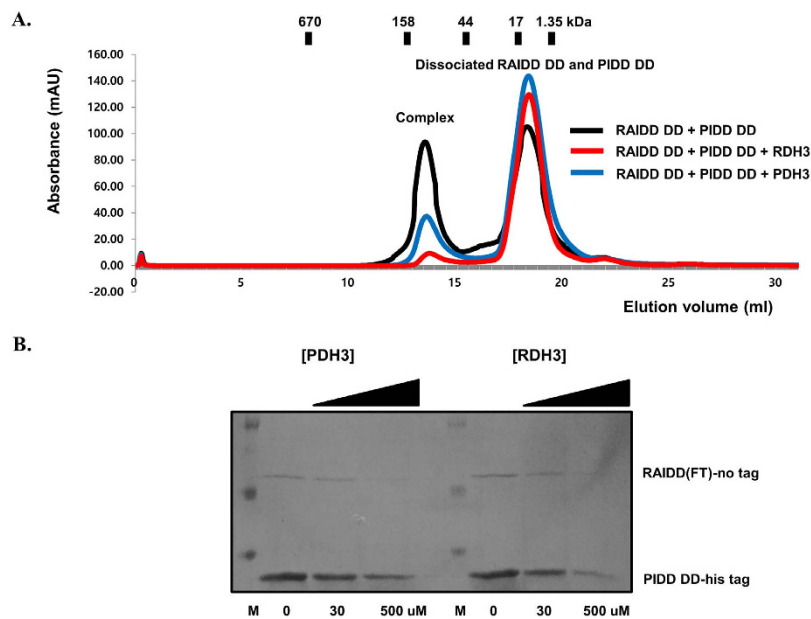 A.
670 158 44 17 1.35 kDa
160.00
140.00
120.00
100.00
80.00
60.00
40.00
20.00
0.00
-20.00
Absorbance (mAU)
Dissociated RAIDD DD and PIDD DD
Complex
RAIDD DD + PIDD DD
RAIDD DD + PIDD DD + RDH3
RAIDD DD + PIDD DD + PDH3
0 5 10 15 20 25 30
Elution volume (ml)
B.
[PDH3] [RDH3]
RAIDD(FT)-no tag
PIDD DD-his tag
M 0 30 500 uM M 0 30 500 uM